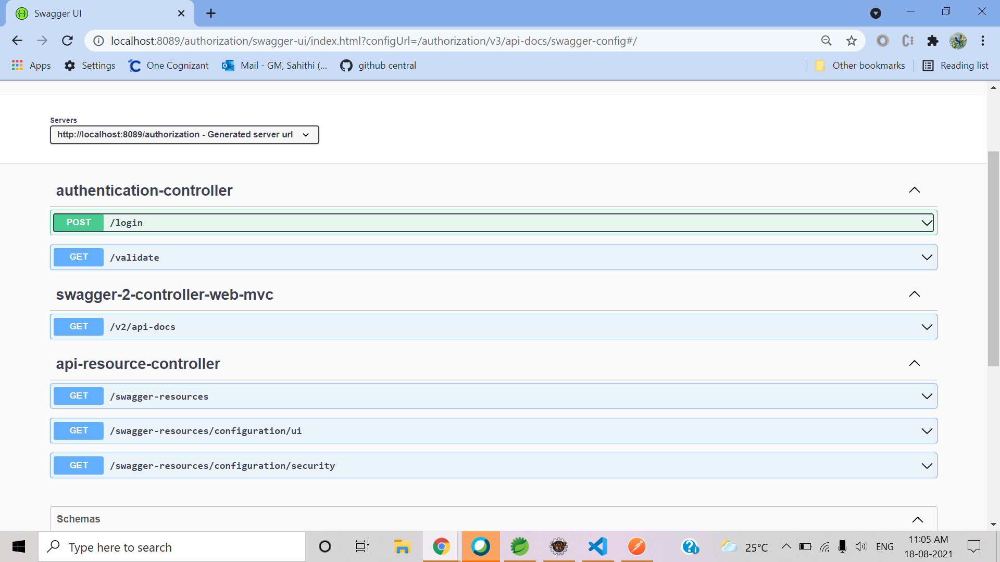 Swagger UI
localhost:8089/authorization/swagger-ui/index.html?configUrl=/authorization/v3/api-docs/swagger-config#/
Apps Settings One Cognizant Mail - GM, Sahithi (... github central Other bookmarks Reading list
Servers
http://localhost:8089/authorization - Generated server url
authentication-controller
POST /login
GET /validate
swagger-2-controller-web-mvc
GET /v2/api-docs
api-resource-controller
GET /swagger-resources
GET /swagger-resources/configuration/ui
GET /swagger-resources/configuration/security
Schemas
Type here to search
25°C
ENG
11:05 AM
18-08-2021